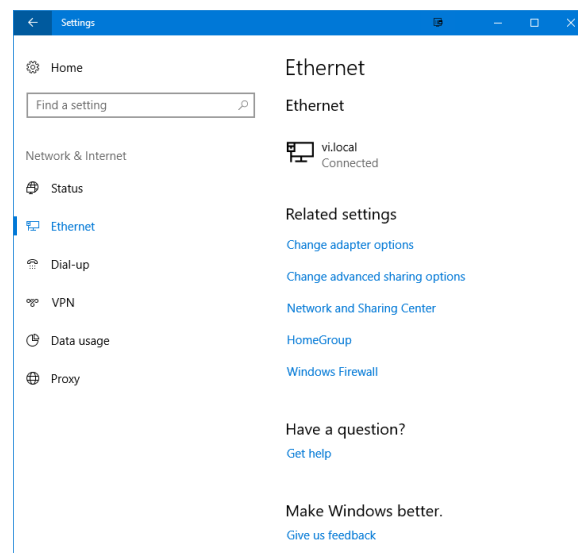 Settings
Home
Find a setting
Network & Internet
Status
Ethernet
Dial-up
VPN
Data usage
Proxy
Ethernet
Ethernet
vi.local
Connected
Related settings
Change adapter options
Change advanced sharing options
Network and Sharing Center
HomeGroup
Windows Firewall
Have a question?
Get help
Make Windows better.
Give us feedback